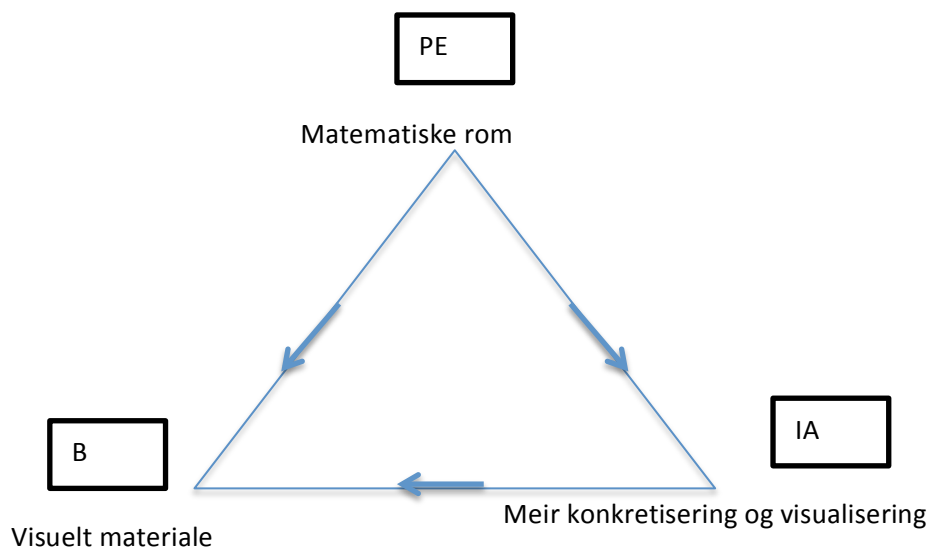 PE
Matematiske rom
IA
B
Meir konkretisering og visualisering
Visuelt materiale